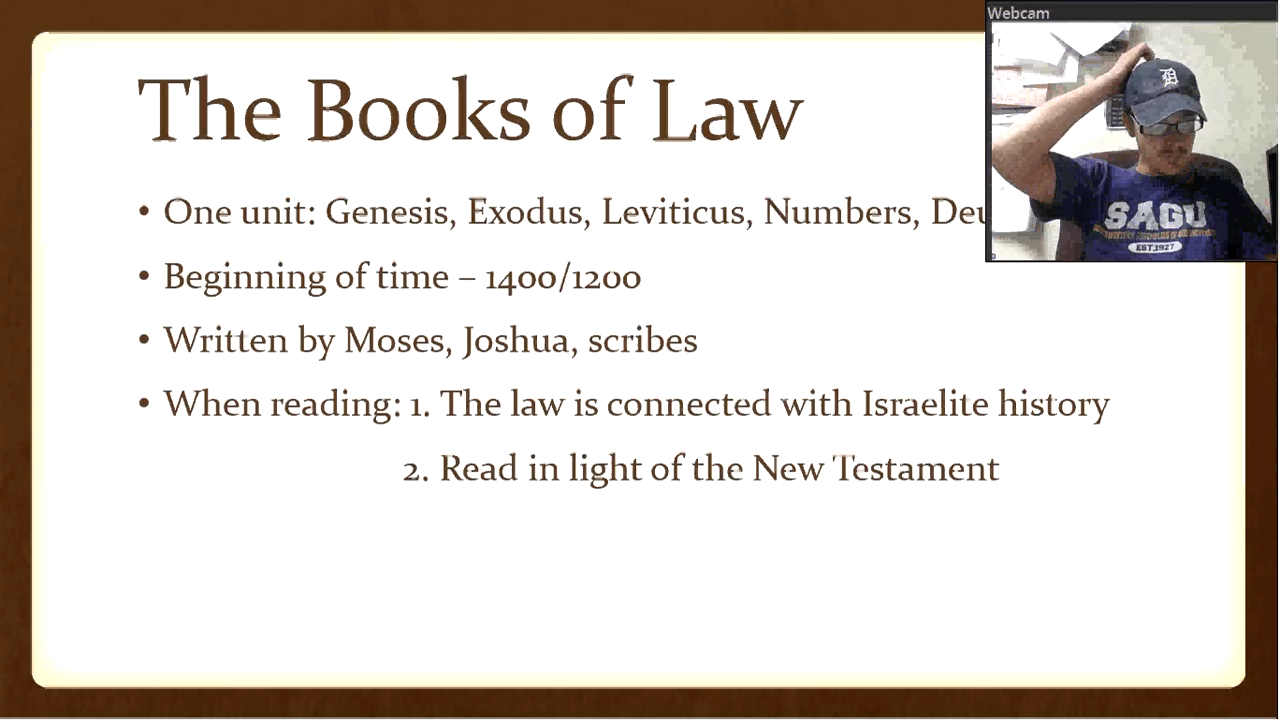 Webcam
The Books of Law
• One unit: Genesis, Exodus, Leviticus, Numbers, Deu
• Beginning of time – 1400/1200
• Written by Moses, Joshua, scribes
• When reading: 1. The law is connected with Israelite history
2. Read in light of the New Testament
D
SAGU
EST.1927